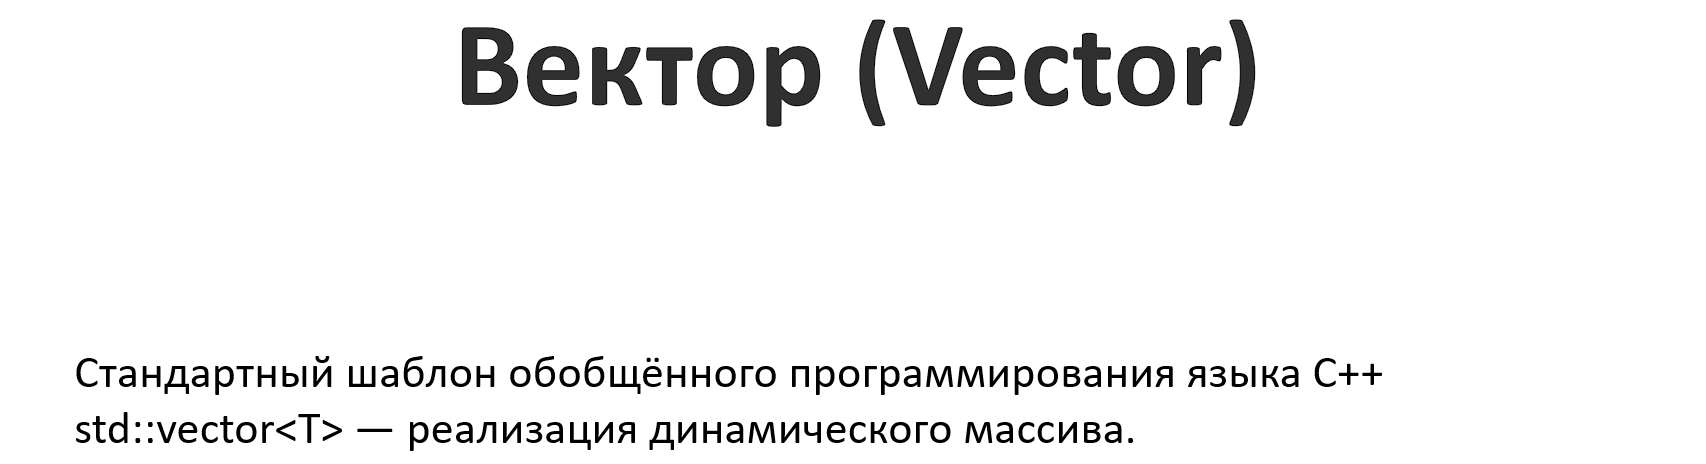 Вектор (Vector)
Стандартный шаблон обобщённого программирования языка C++
std::vector<T> — реализация динамического массива.